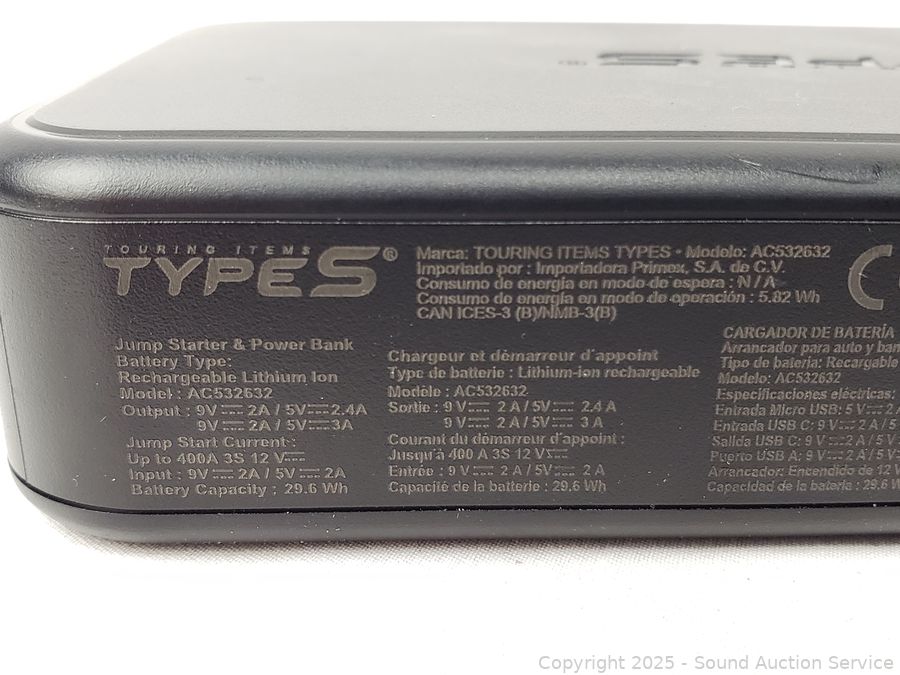 PES
TOURING ITEMS
TYPES®
Marca: TOURING ITEMS TYPES • Modelo: AC532632
Importado por : Importadora Primex, S.A. de C.V.
Consumo de energía en modo de espera : N/A
Consumo de energía en modo de operación : 5.82 Wh
CAN ICES-3 (B)/NMB-3(B)
Jump Starter & Power Bank
Battery Type:
Rechargeable Lithium Ion
Model : AC532632
Output : 9V⎓ 2A / 5V⎓2.4A
9V⎓ 2A / 5V⎓3A
Jump Start Current :
Up to 400A 3S 12 V⎓
Input : 9V⎓ 2A / 5V⎓ 2A
Battery Capacity : 29.6 Wh
Chargeur et démarreur d'appoint
Type de batterie : Lithium-ion rechargeable
Modèle : AC532632
Sortie : 9 V⎓ 2 A / 5V⎓ 2.4 A
9 V⎓ 2 A / 5V⎓ 3 A
Courant du démarreur d'appoint :
Jusqu'à 400 A 3S 12 V⎓
Entrée : 9 V⎓ 2 A / 5V⎓ 2 A
Capacité de la batterie : 29.6 Wh
CARGADOR DE BATERÍA
Arrancador para auto y ban
Tipo de batería: Recargable
Modelo: AC532632
Especificaciones eléctricas:
Entrada Micro USB: 5 V⎓ 2
Entrada USB C: 9 V⎓2 A / 5
Salida USB C: 9 V⎓2 A / 5 V
Puerto USB A: 9 V⎓2 A / 5
Arrancador: Encendido de 12 V
Capacidad de la batería : 29.6 W
Copyright 2025 - Sound Auction Service